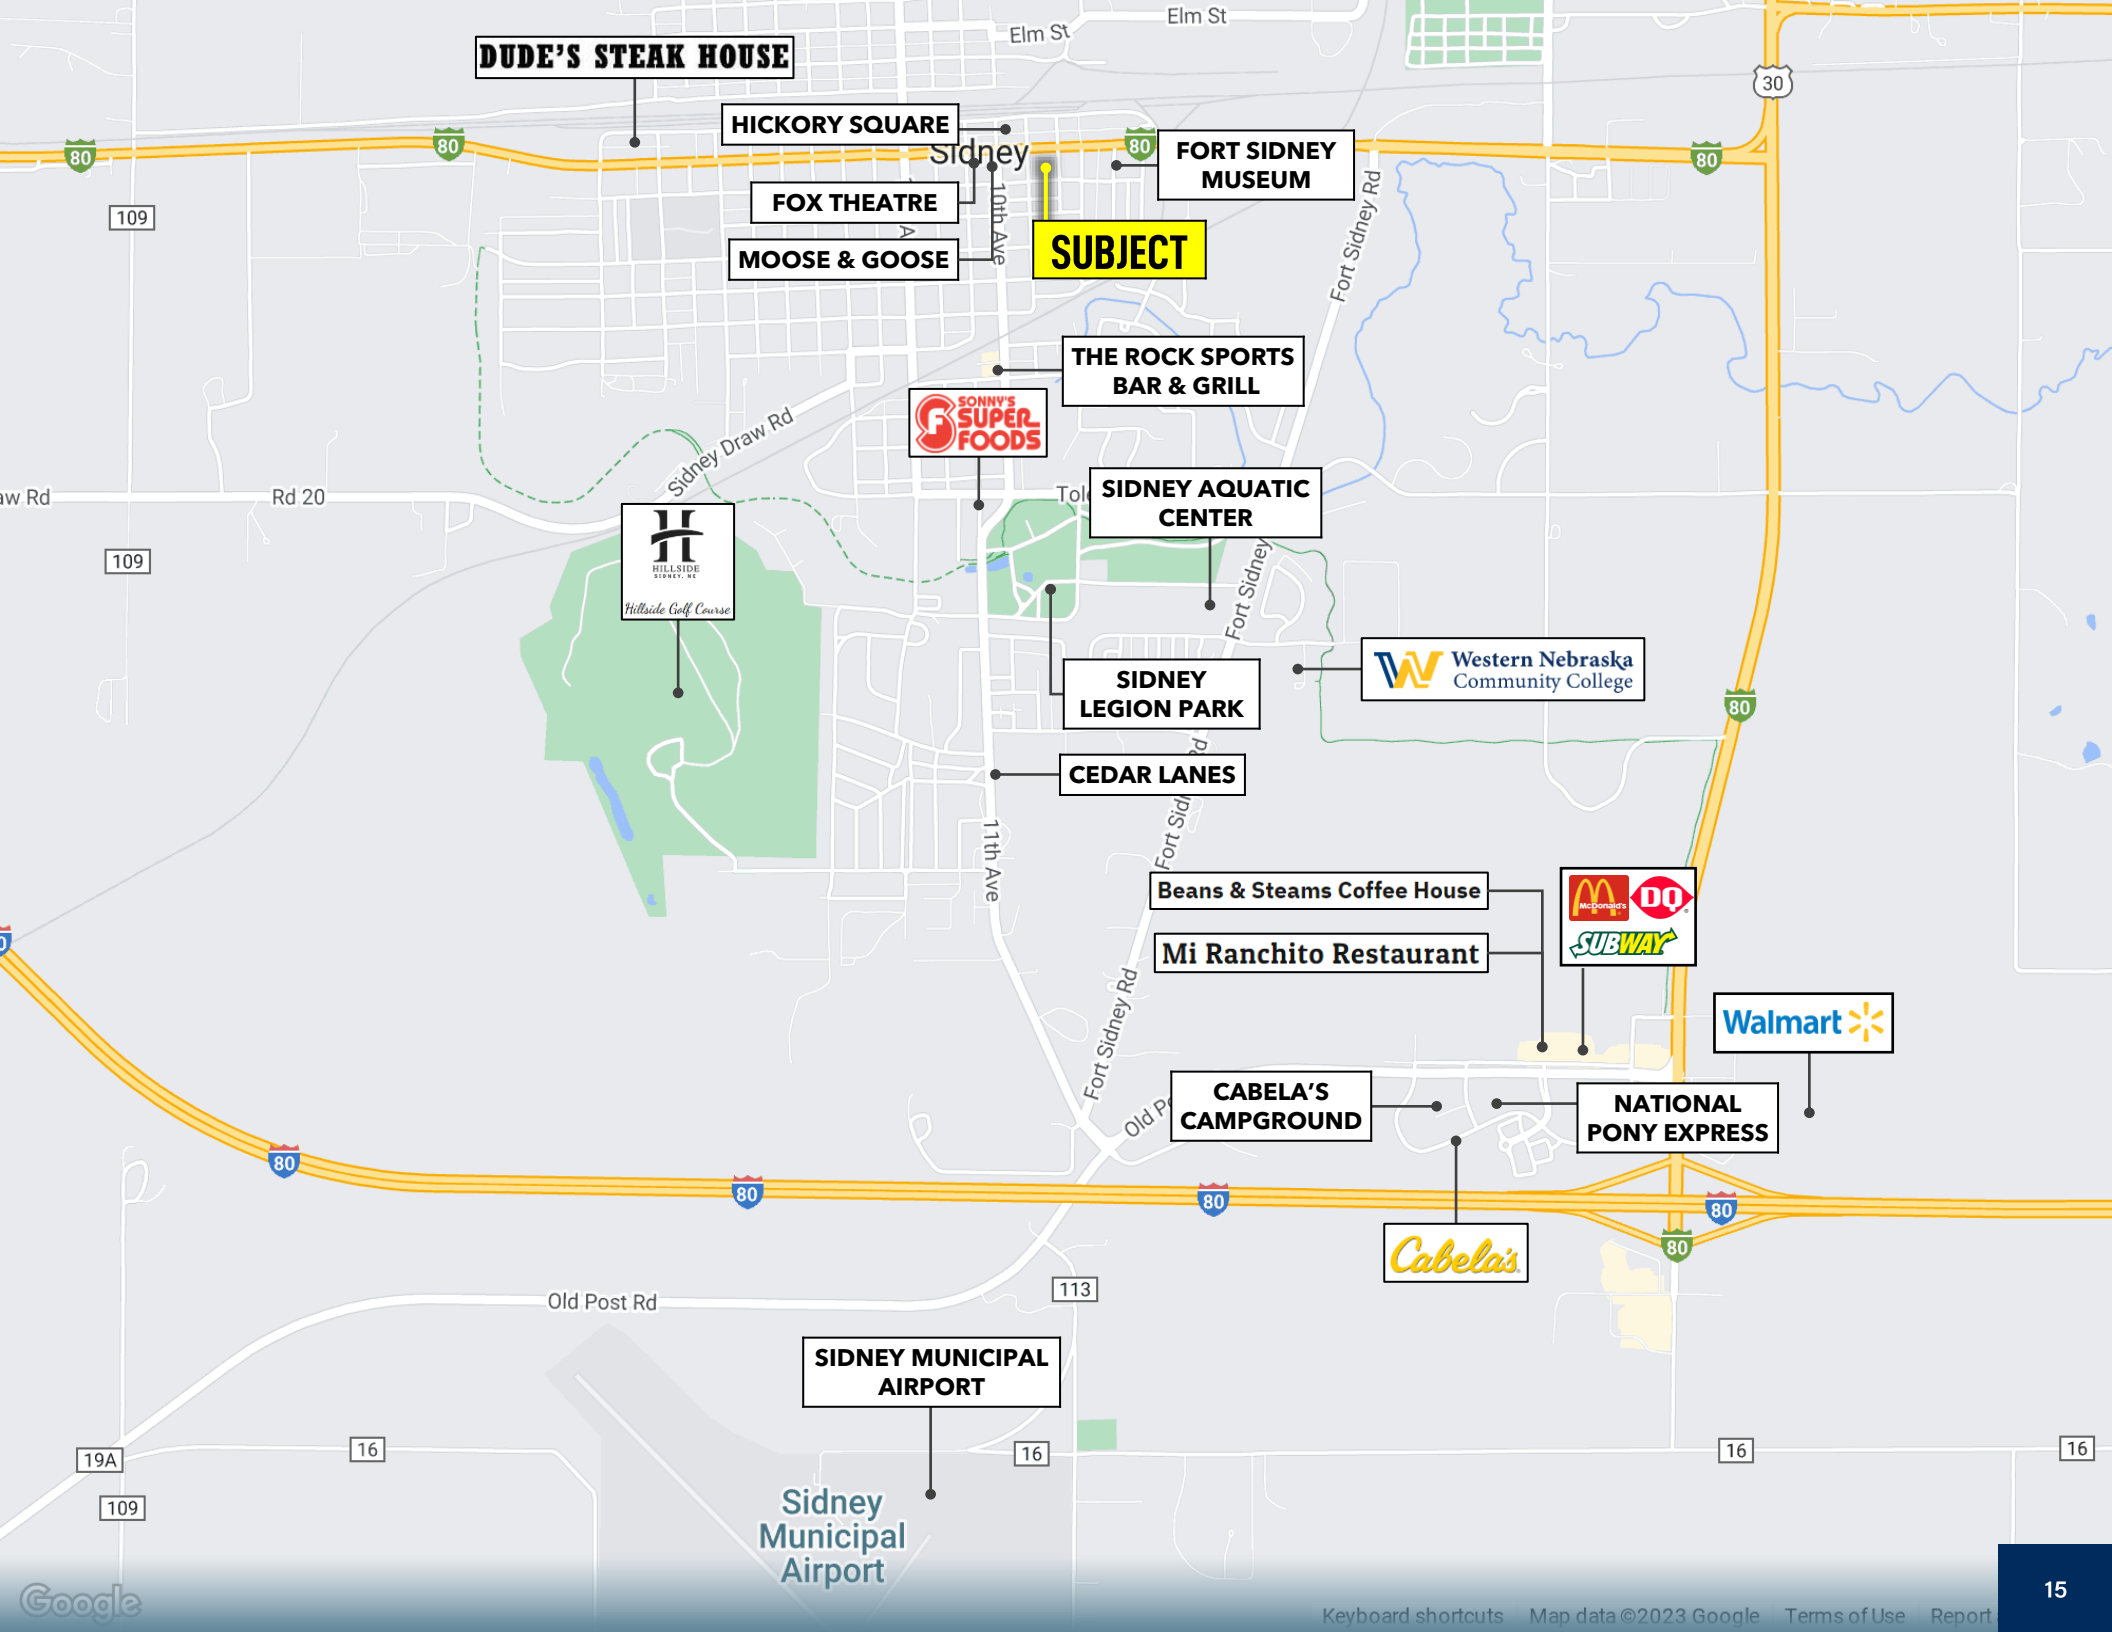 Elm St
Elm St
DUDE'S STEAK HOUSE
30
HICKORY SQUARE
80
80
80
80
Sidney
FORT SIDNEY
MUSEUM
FOX THEATRE
10th Ave
A
109
MOOSE & GOOSE
SUBJECT
Fort Sidney Rd
THE ROCK SPORTS
BAR & GRILL
SONNY'S
SUPER
FOODS
Sidney Draw Rd
aw Rd
Rd 20
SIDNEY AQUATIC
CENTER
H
HILLSIDE
SIDNEY, NE
Hillside Golf Course
109
Fort Sidney
Western Nebraska
Community College
SIDNEY
LEGION PARK
80
CEDAR LANES
11th Ave
Beans & Steams Coffee House
McDonald's
DQ
SUBWAY
Mi Ranchito Restaurant
Fort Sidney Rd
Walmart
CABELA'S
CAMPGROUND
NATIONAL
PONY EXPRESS
80
80
80
80
80
Cabela's
113
Old Post Rd
SIDNEY MUNICIPAL
AIRPORT
19A
16
16
16
16
109
Sidney
Municipal
Airport
Google
15
Keyboard shortcuts
Map data ©2023 Google
Terms of Use
Report